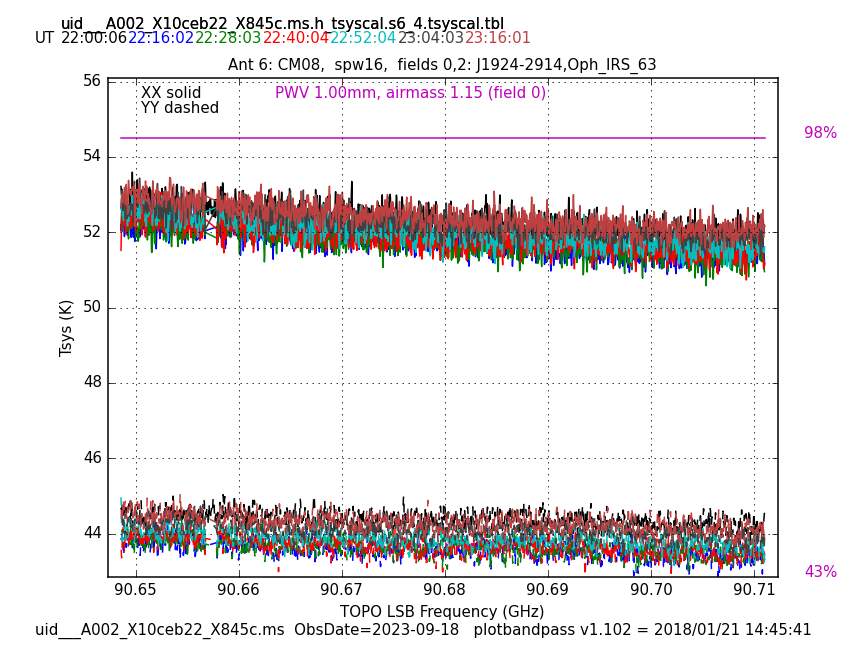 uid___A002_X10ceb22_X845c.ms.h_tsyscal.s6_4.tsyscal.tbl
UT 22:00:06 22:16:02 22:28:03 22:40:04 22:52:04 23:04:03 23:16:01
Ant 6: CM08, spw16, fields 0,2: J1924-2914,Oph_IRS_63
XX solid
YY dashed
PWV 1.00mm, airmass 1.15 (field 0)
98%
43%
56
54
52
50
48
46
44
Tsys (K)
90.65 90.66 90.67 90.68 90.69 90.70 90.71
TOPO LSB Frequency (GHz)
uid___A002_X10ceb22_X845c.ms ObsDate=2023-09-18 plotbandpass v1.102 = 2018/01/21 14:45:41